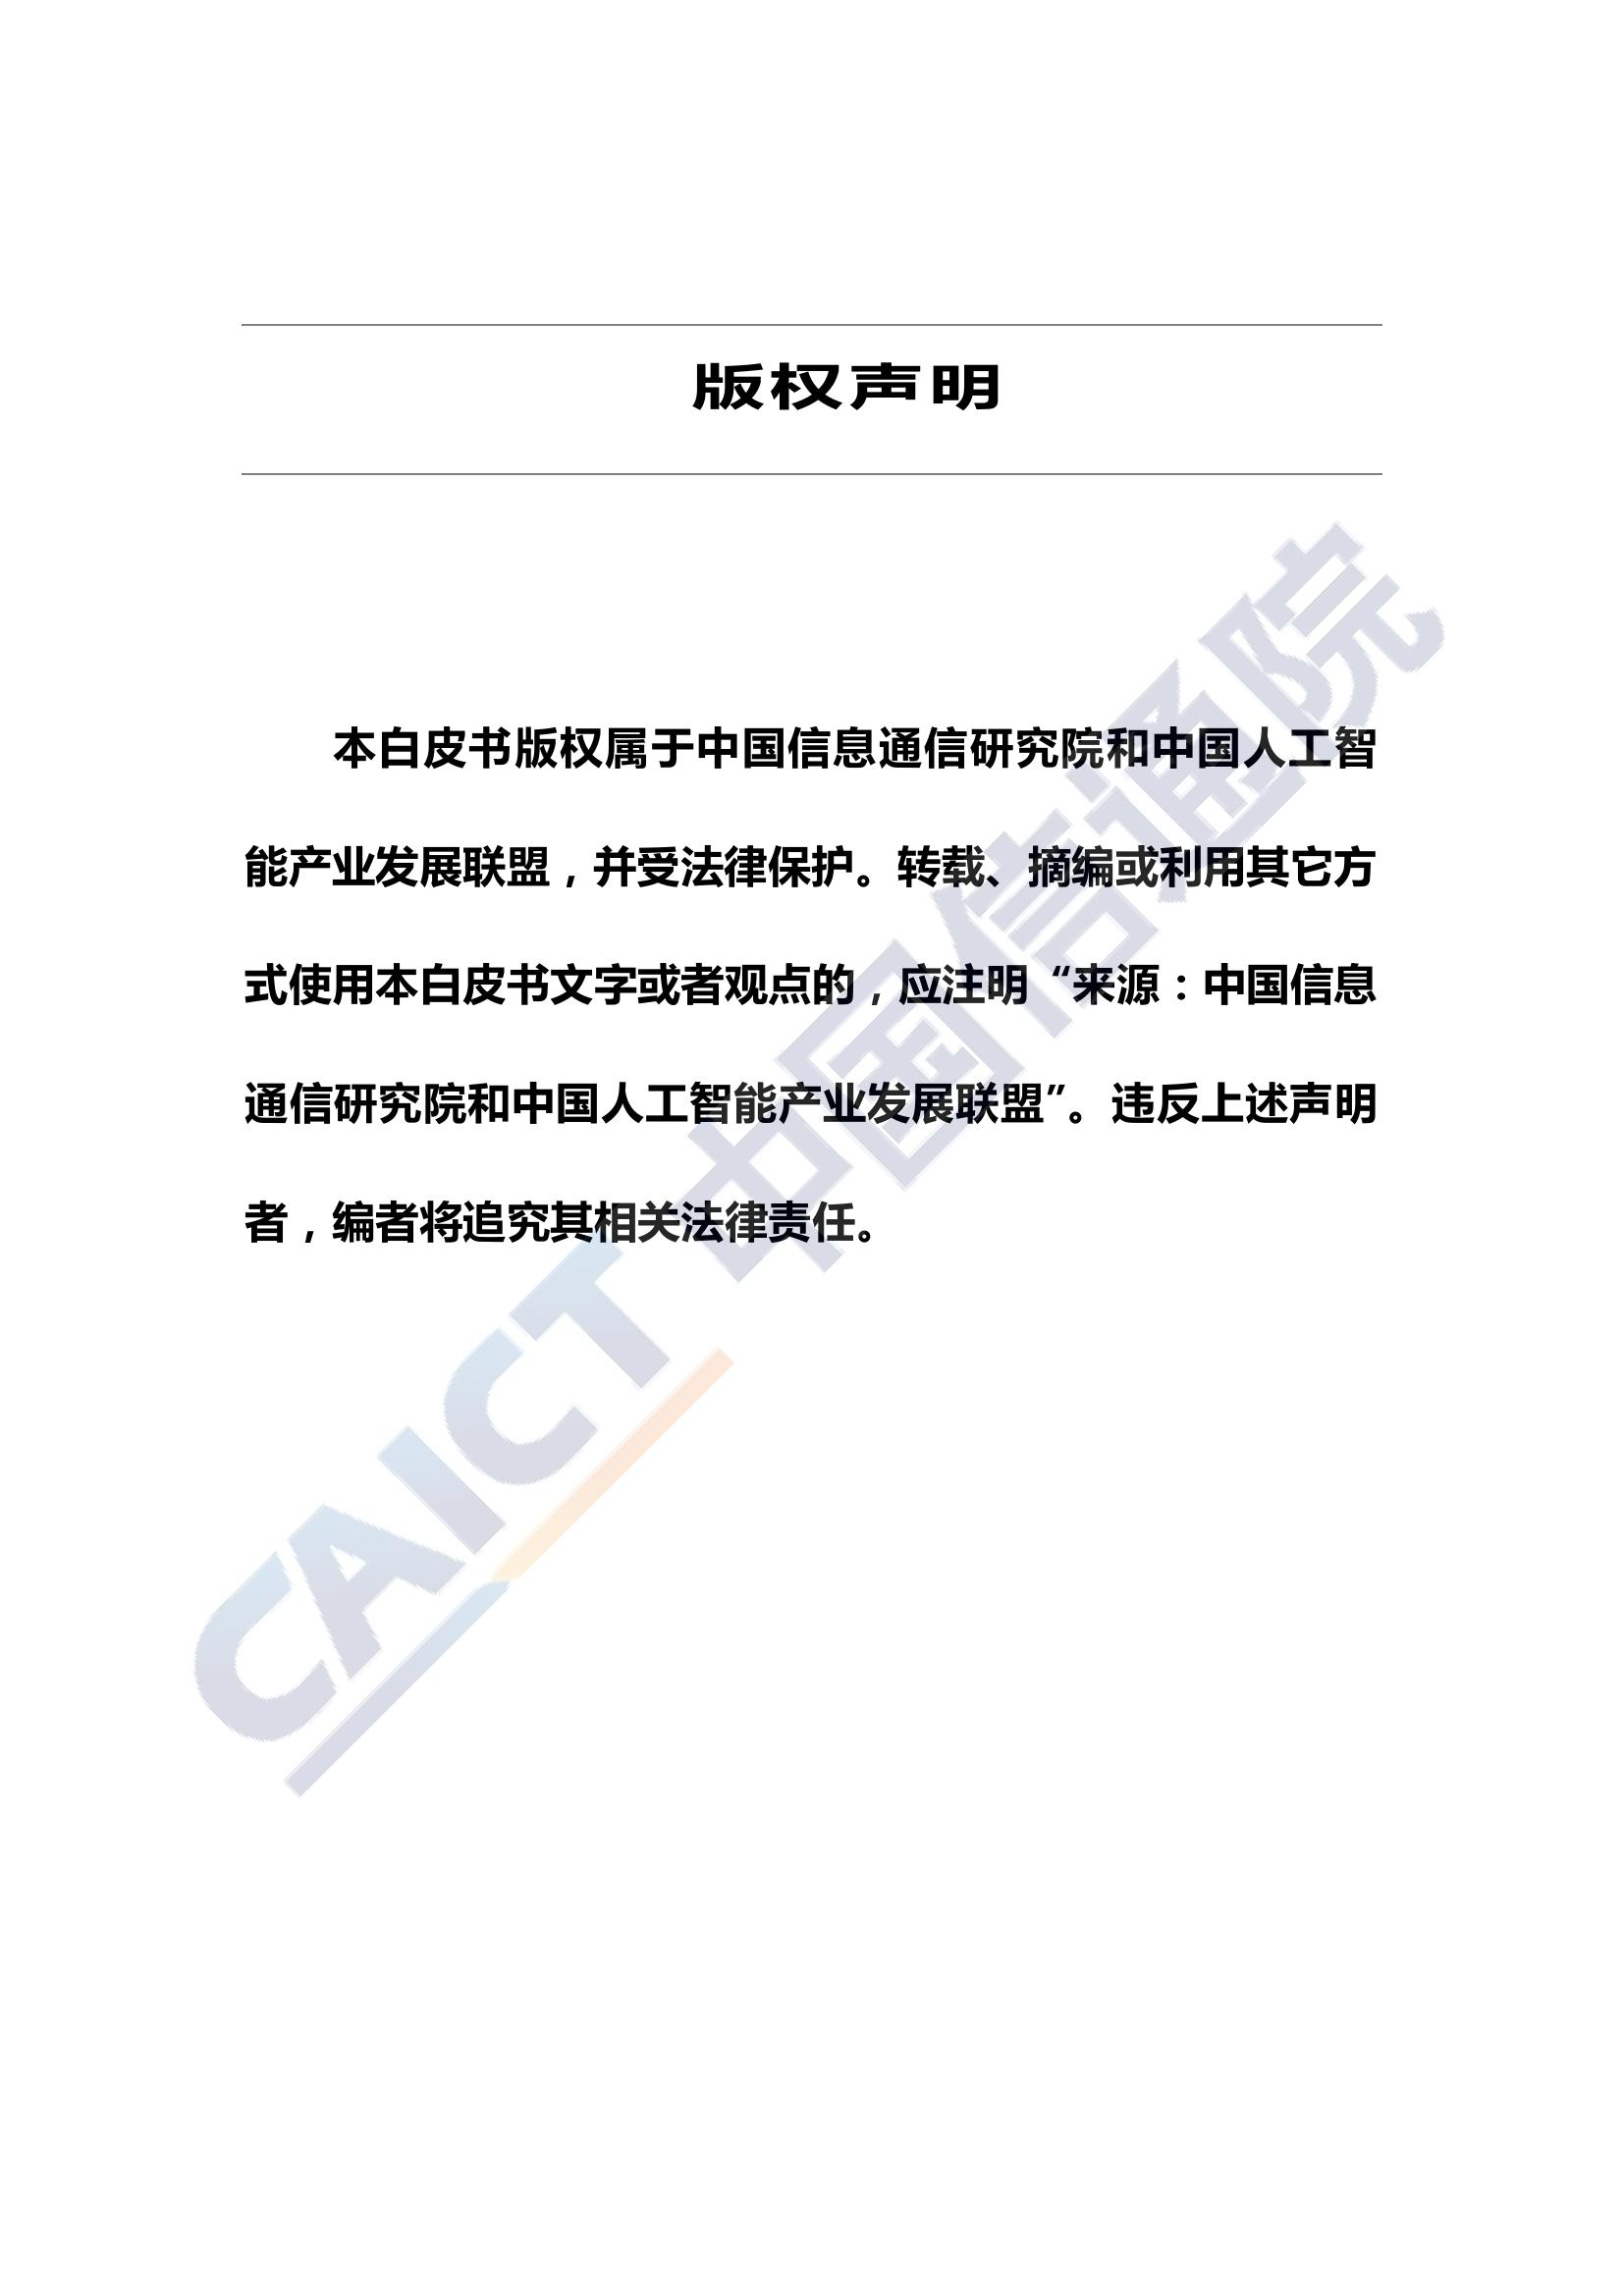 版权声明
本白皮书版权属于中国信息通信研究院和中国人工智
能产业发展联盟，并受法律保护。转载、摘编或利用其它方
式使用本白皮书文字或者观点的，应注明“来源：中国信息
通信研究院和中国人工智能产业发展联盟”。违反上述声明
者，编者将追究其相关法律责任。
CAICT 中国信通院